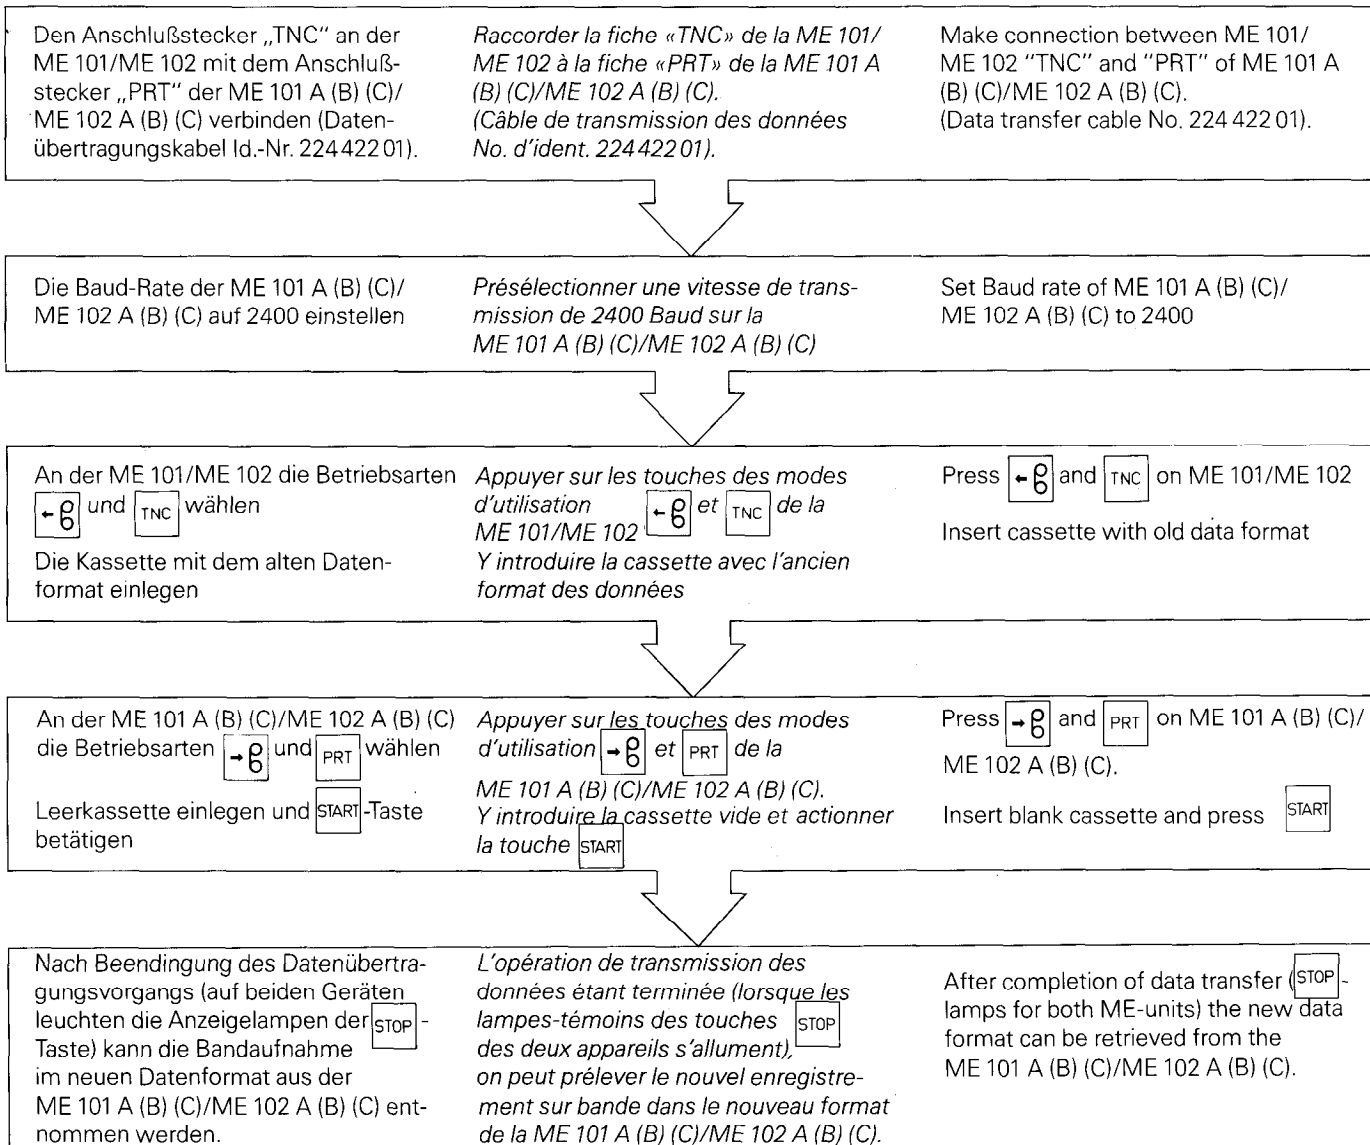 Den Anschlußstecker „TNC“ an der
ME 101/ME 102 mit dem Anschluß-
stecker „PRT“ der ME 101 A (B) (C)/
ME 102 A (B) (C) verbinden (Daten-
übertragungskabel Id.-Nr. 224 422 01).
Raccorder la fiche «TNC» de la ME 101/
ME 102 à la fiche «PRT» de la ME 101 A
(B) (C)/ME 102 A (B) (C).
(Câble de transmission des données
No. d'ident. 224 422 01).
Make connection between ME 101/
ME 102 "TNC" and "PRT" of ME 101 A
(B) (C)/ME 102 A (B) (C).
(Data transfer cable No. 224 422 01).
Die Baud-Rate der ME 101 A (B) (C)/
ME 102 A (B) (C) auf 2400 einstellen
Présélectionner une vitesse de trans-
mission de 2400 Baud sur la
ME 101 A (B) (C)/ME 102 A (B) (C)
Set Baud rate of ME 101 A (B) (C)/
ME 102 A (B) (C) to 2400
An der ME 101/ME 102 die Betriebsarten
← und TNC wählen
Die Kassette mit dem alten Daten-
format einlegen
Appuyer sur les touches des modes
d'utilisation ← et TNC de la
ME 101/ME 102
Y introduire la cassette avec l'ancien
format des données
Press ← and TNC on ME 101/ME 102
Insert cassette with old data format
An der ME 101 A (B) (C)/ME 102 A (B) (C)
die Betriebsarten → und PRT wählen
Leerkassette einlegen und START-Taste
betätigen
Appuyer sur les touches des modes
d'utilisation → et PRT de la
ME 101 A (B) (C)/ME 102 A (B) (C).
Y introduire la cassette vide et actionner
la touche START
Press → and PRT on ME 101 A (B) (C)/
ME 102 A (B) (C).
Insert blank cassette and press START
Nach Beendingung des Datenübertra-
gungsvorgangs (auf beiden Geräten
leuchten die Anzeigelampen der STOP-
Taste) kann die Bandaufnahme
im neuen Datenformat aus der
ME 101 A (B) (C)/ME 102 A (B) (C) ent-
nommen werden.
L'opération de transmission des
données étant terminée (lorsque les
lampes-témoins des touches STOP
des deux appareils s'allument),
on peut prélever le nouvel enregistre-
ment sur bande dans le nouveau format
de la ME 101 A (B) (C)/ME 102 A (B) (C).
After completion of data transfer (STOP-
lamps for both ME-units) the new data
format can be retrieved from the
ME 101 A (B) (C)/ME 102 A (B) (C).